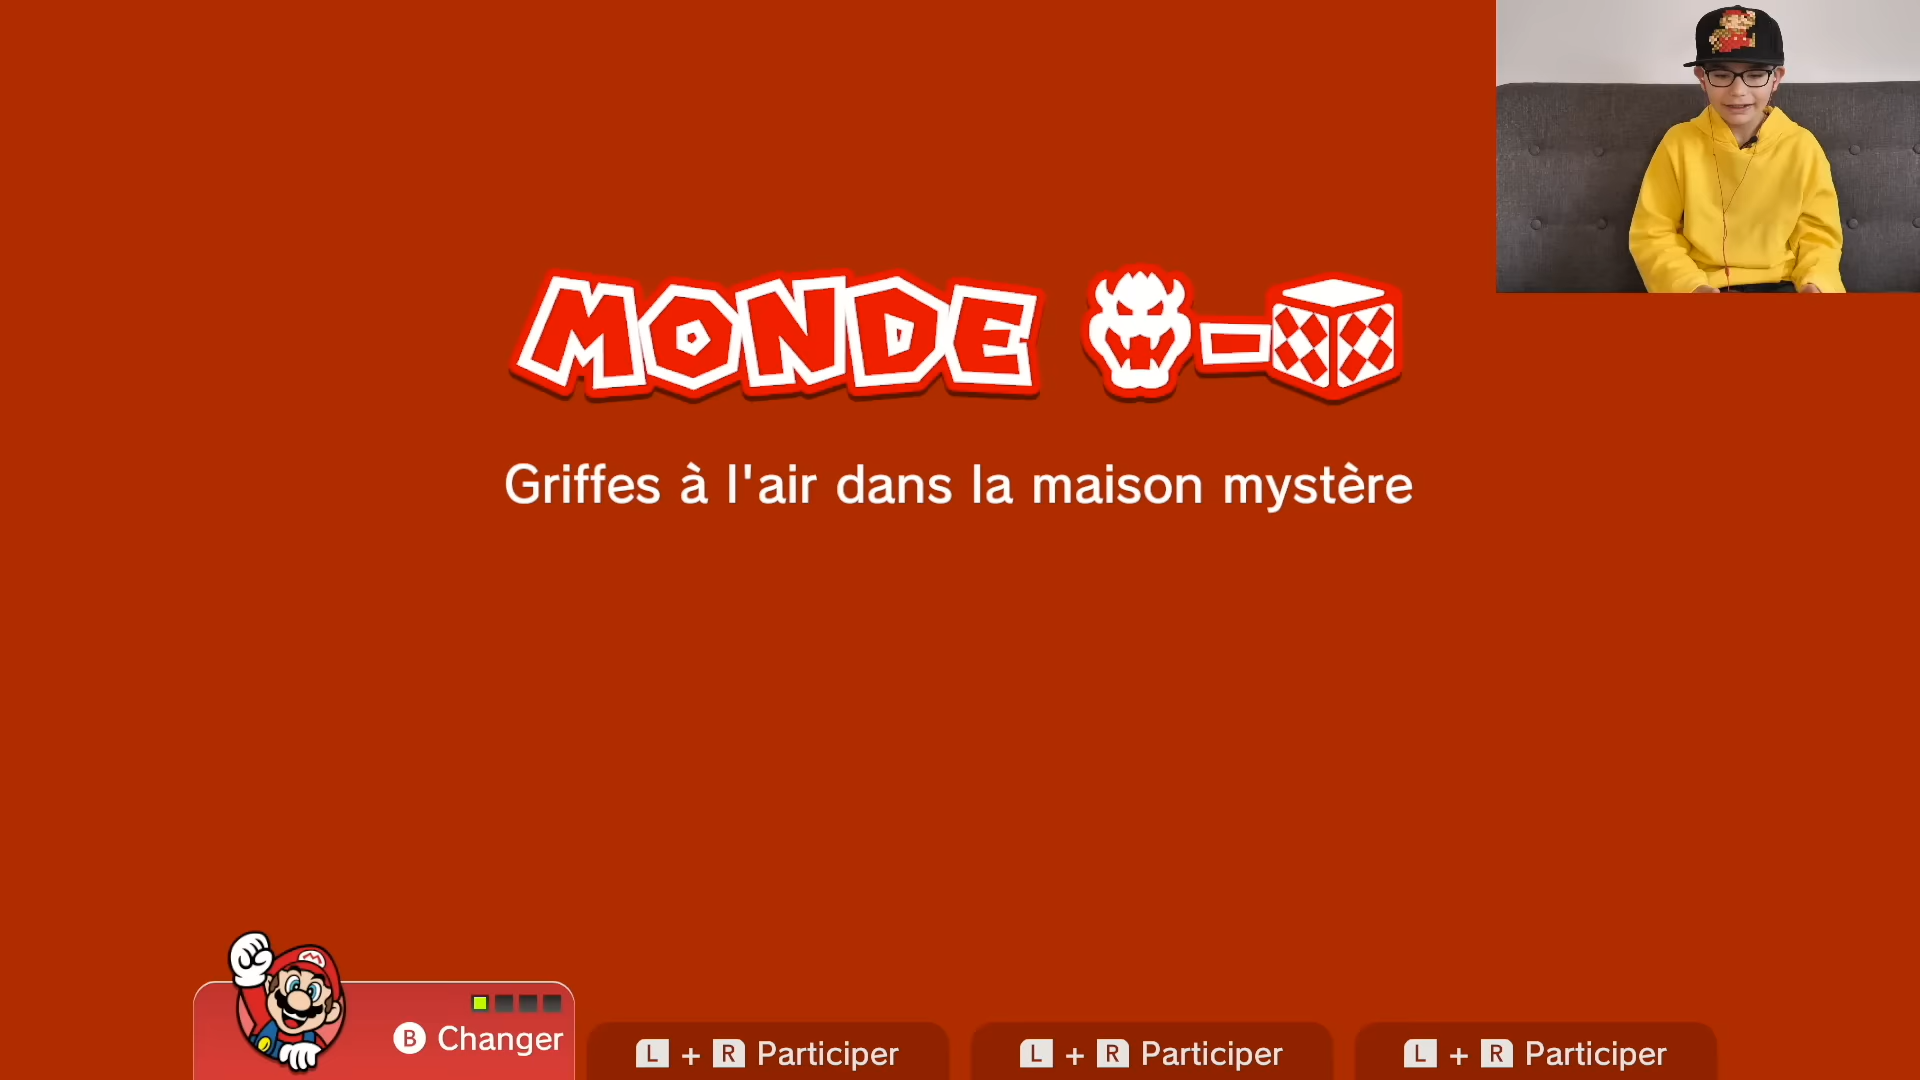 MONDE -
Griffes à l'air dans la maison mystère
B Changer
L + R Participer
L + R Participer
L + R Participer